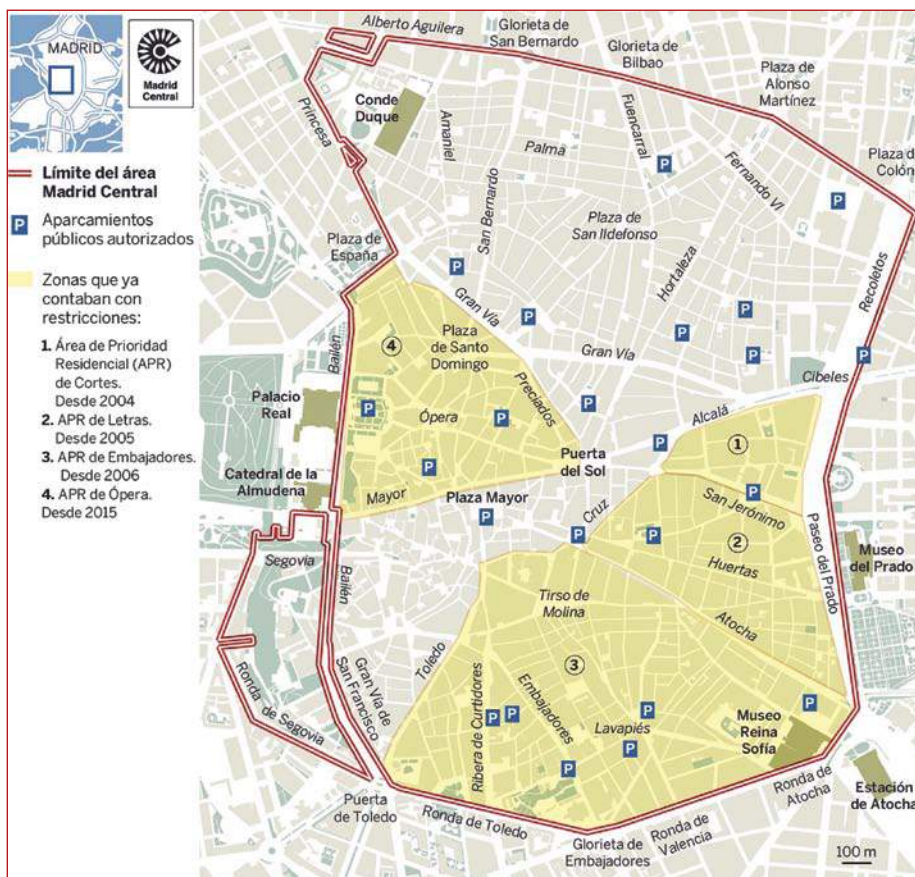 MADRID
Madrid
Central
Límite del área
Madrid Central
P
Aparcamientos
públicos autorizados
Zonas que ya
contaban con
restricciones:
1. Área de Prioridad
Residencial (APR)
de Cortes.
Desde 2004
2. APR de Letras.
Desde 2005
3. APR de Embajadores.
Desde 2006
4. APR de Ópera.
Desde 2015
Alberto Aguilera
Glorieta de
San Bernardo
Glorieta de
Bilbao
Plaza de
Alonso
Martínez
Plaza d
Colón
Princesa
Conde
Duque
Amaniel
Palma
Fuencarral
P
Fernando VI
P
San Bernardo
Plaza de
San Ildefonso
Hortaleza
Recoletos
Plaza de
España
P
Gran Vía
P
P
P
P
P
Gran Vía
Cibeles
Bailén
4
Plaza
de Santo
Domingo
Preciados
Palacio
Real
P
Ópera
P
P
Alcalá
P
1
Puerta
del Sol
Catedral de la
Almudena
P
Mayor
Plaza Mayor
P
Cruz
P
San Jerónimo
P
P
2
Huertas
Paseo del Prado
Museo
del Prado
Segovia
Bailén
Tirso de
Molina
Atocha
3
Toledo
Gran Vía de
San Francisco
Ronda de Segovia
Ribera de Curtidores
P
P
Embajadores
Lavapiés
P
P
P
P
Museo
Reina
Sofía
Puerta
de Toledo
Ronda de Toledo
Glorieta de
Embajadores
Ronda de
Valencia
Ronda de
Atocha
Estación
de Atocha
100 m